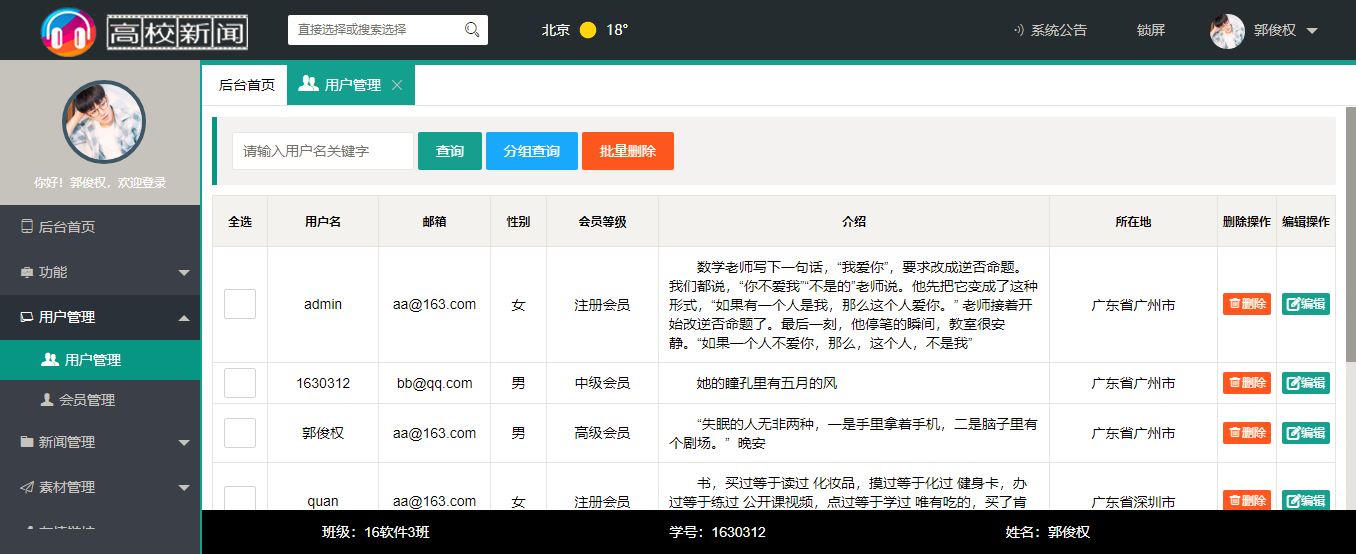 高校新闻
直接选择或搜索选择
北京 18°
系统公告
锁屏
郭俊权
你好！郭俊权，欢迎登录
后台首页
功能
用户管理
用户管理
会员管理
新闻管理
素材管理
后台首页
用户管理
请输入用户名关键字
查询
分组查询
批量删除
全选 用户名 邮箱 性别 会员等级 介绍 所在地 删除操作 编辑操作
数学老师写下一句话，“我爱你”，要求改成逆否命题。
我们都说，“你不爱我”“不是的”老师说。他先把它变成了这种
形式，“如果有一个人是我，那么这个人爱你。” 老师接着开
始改逆否命题了。最后一刻，他停笔的瞬间，教室很安
静。“如果一个人不爱你，那么，这个人，不是我”
admin aa@163.com 女 注册会员 广东省广州市 删除 编辑
1630312 bb@qq.com 男 中级会员 她的瞳孔里有五月的风 广东省广州市 删除 编辑
“失眠的人无非两种，一是手里拿着手机，二是脑子里有
个剧场。” 晚安
郭俊权 aa@163.com 男 高级会员 广东省广州市 删除 编辑
书，买过等于读过 化妆品，摸过等于化过 健身卡，办
过等于练过 公开课视频，点过等于学过 唯有吃的，买了肯
quan aa@163.com 女 注册会员 广东省深圳市 删除 编辑
班级：16软件3班
学号：1630312
姓名：郭俊权